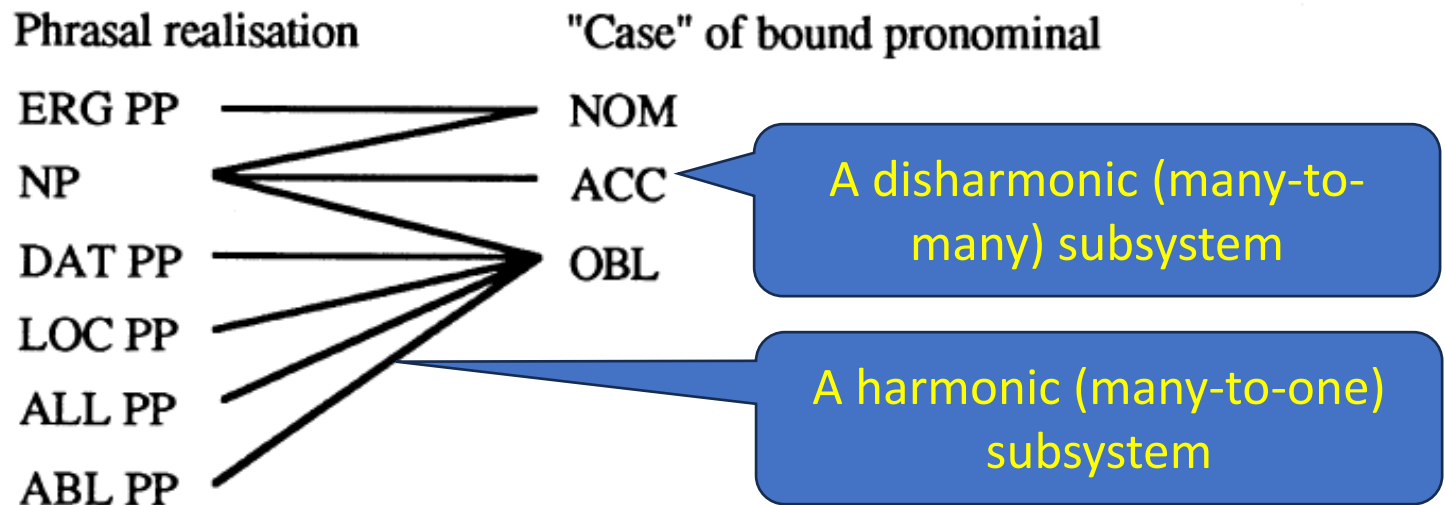 Phrasal realisation
"Case" of bound pronominal
ERG PP
NOM
NP
ACC
DAT PP
OBL
LOC PP
ALL PP
ABL PP
A disharmonic (many-to-
many) subsystem
A harmonic (many-to-one)
subsystem